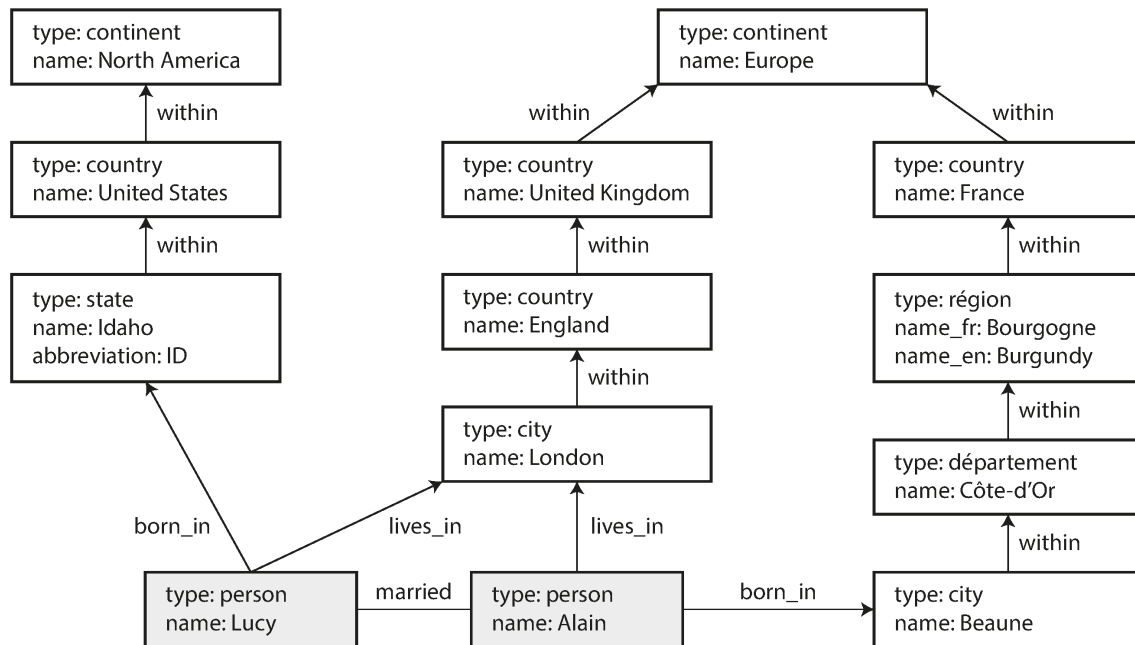 type: continent
name: North America
type: continent
name: Europe
within
within
within
type: country
name: United States
type: country
name: United Kingdom
type: country
name: France
within
within
within
type: state
name: Idaho
abbreviation: ID
type: country
name: England
type: région
name_fr: Bourgogne
name_en: Burgundy
within
within
type: city
name: London
type: département
name: Côte-d’Or
born_in
lives_in
lives_in
within
type: person
name: Lucy
married
type: person
name: Alain
born_in
type: city
name: Beaune